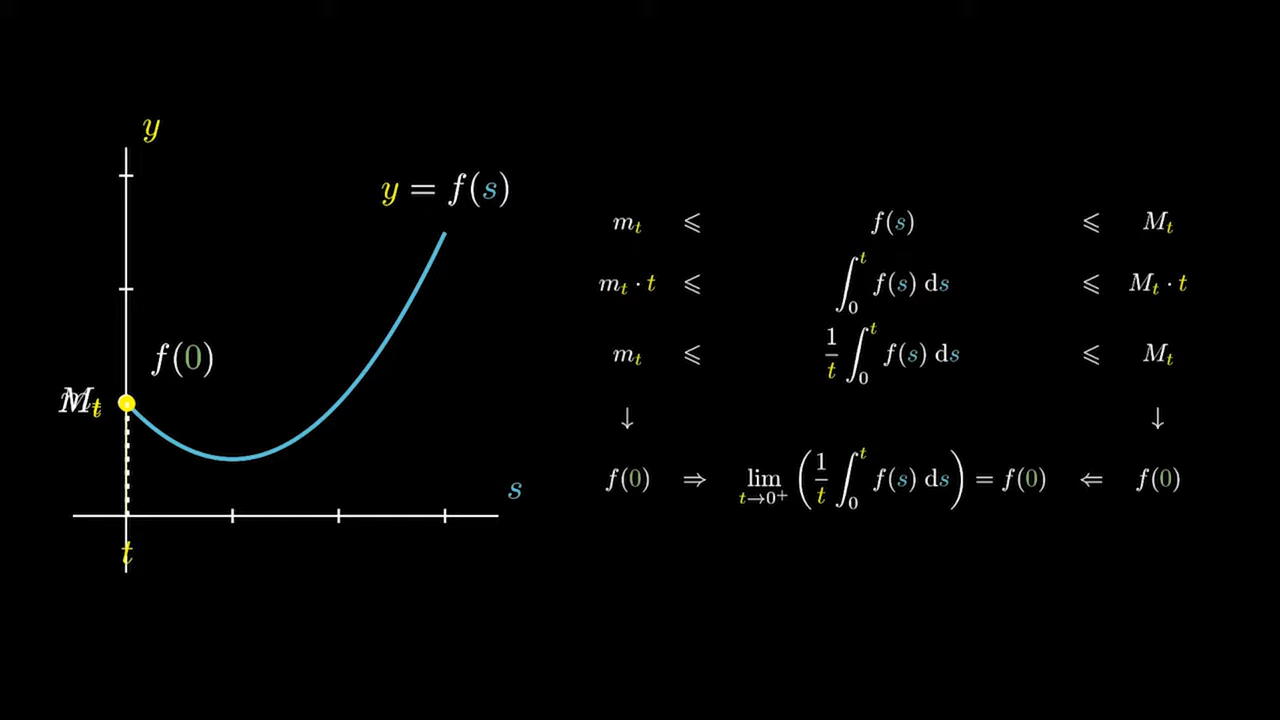 y
y = f(s)
f(0)
M_t
s
t
m_t ⩽ f(s) ⩽ M_t
m_t · t ⩽ ∫_0^t f(s) ds ⩽ M_t · t
m_t ⩽ 1/t ∫_0^t f(s) ds ⩽ M_t
↓ ↓
f(0) ⇒ lim_{t→0⁺} (1/t ∫_0^t f(s) ds) = f(0) ⇐ f(0)